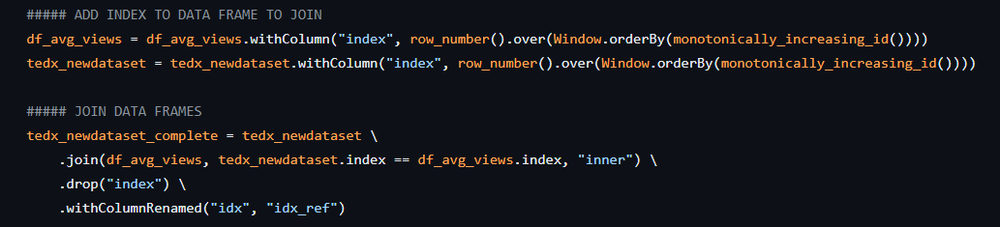 ##### ADD INDEX TO DATA FRAME TO JOIN
df_avg_views = df_avg_views.withColumn("index", row_number().over(Window.orderBy(monotonically_increasing_id())))
tedx_newdataset = tedx_newdataset.withColumn("index", row_number().over(Window.orderBy(monotonically_increasing_id())))
##### JOIN DATA FRAMES
tedx_newdataset_complete = tedx_newdataset \
    .join(df_avg_views, tedx_newdataset.index == df_avg_views.index, "inner") \
    .drop("index") \
    .withColumnRenamed("idx", "idx_ref")